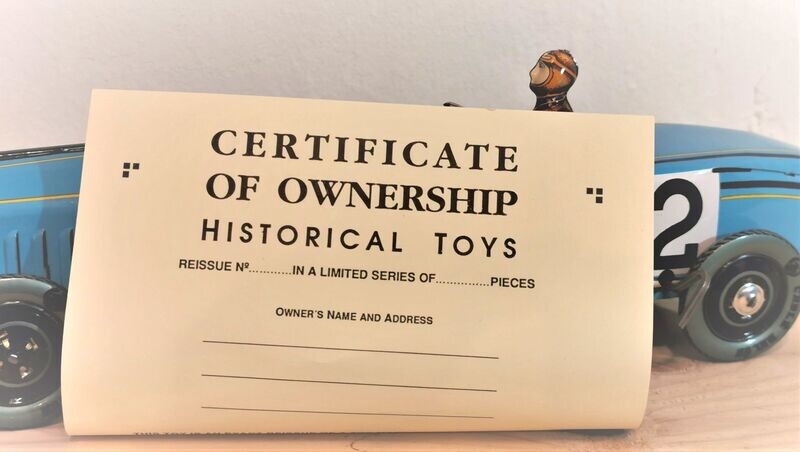 CERTIFICATE
OF OWNERSHIP
HISTORICAL TOYS
REISSUE Nº............IN A LIMITED SERIES OF...............PIECES
OWNER'S NAME AND ADDRESS
2